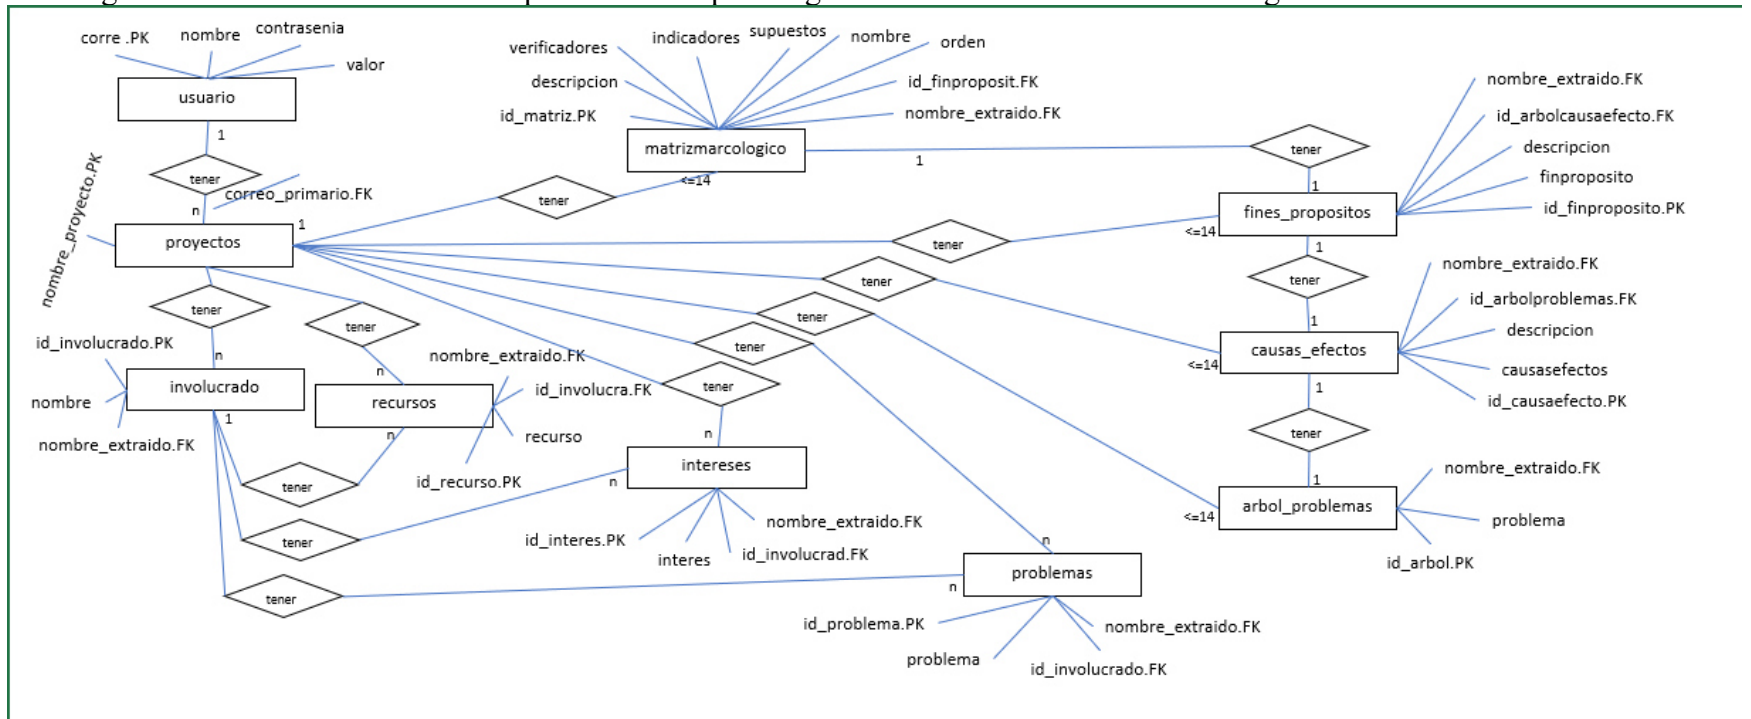 corre .PK
nombre
contrasenia
valor
usuario
1
tener
n
correo_primario.FK
nombre_proyecto.PK
proyectos
1
verificadores
indicadores
supuestos
nombre
orden
descripcion
id_finproposit.FK
id_matriz.PK
nombre_extraido.FK
matrizmarcologico
1
<=14
tener
tener
1
nombre_extraido.FK
id_arbolcausaefecto.FK
descripcion
finproposito
id_finproposito.PK
fines_propositos
<=14
1
tener
tener
1
nombre_extraido.FK
id_arbolproblemas.FK
descripcion
causasefectos
id_causaefecto.PK
causas_efectos
<=14
1
tener
tener
1
nombre_extraido.FK
problema
id_arbol.PK
arbol_problemas
<=14
tener
tener
tener
tener
n
id_involucrado.PK
nombre
nombre_extraido.FK
involucrado
1
tener
n
nombre_extraido.FK
id_involucra.FK
recurso
id_recurso.PK
recursos
n
tener
tener
n
n
intereses
id_interes.PK
interes
id_involucrad.FK
nombre_extraido.FK
tener
n
n
problemas
id_problema.PK
problema
id_involucrado.FK
nombre_extraido.FK